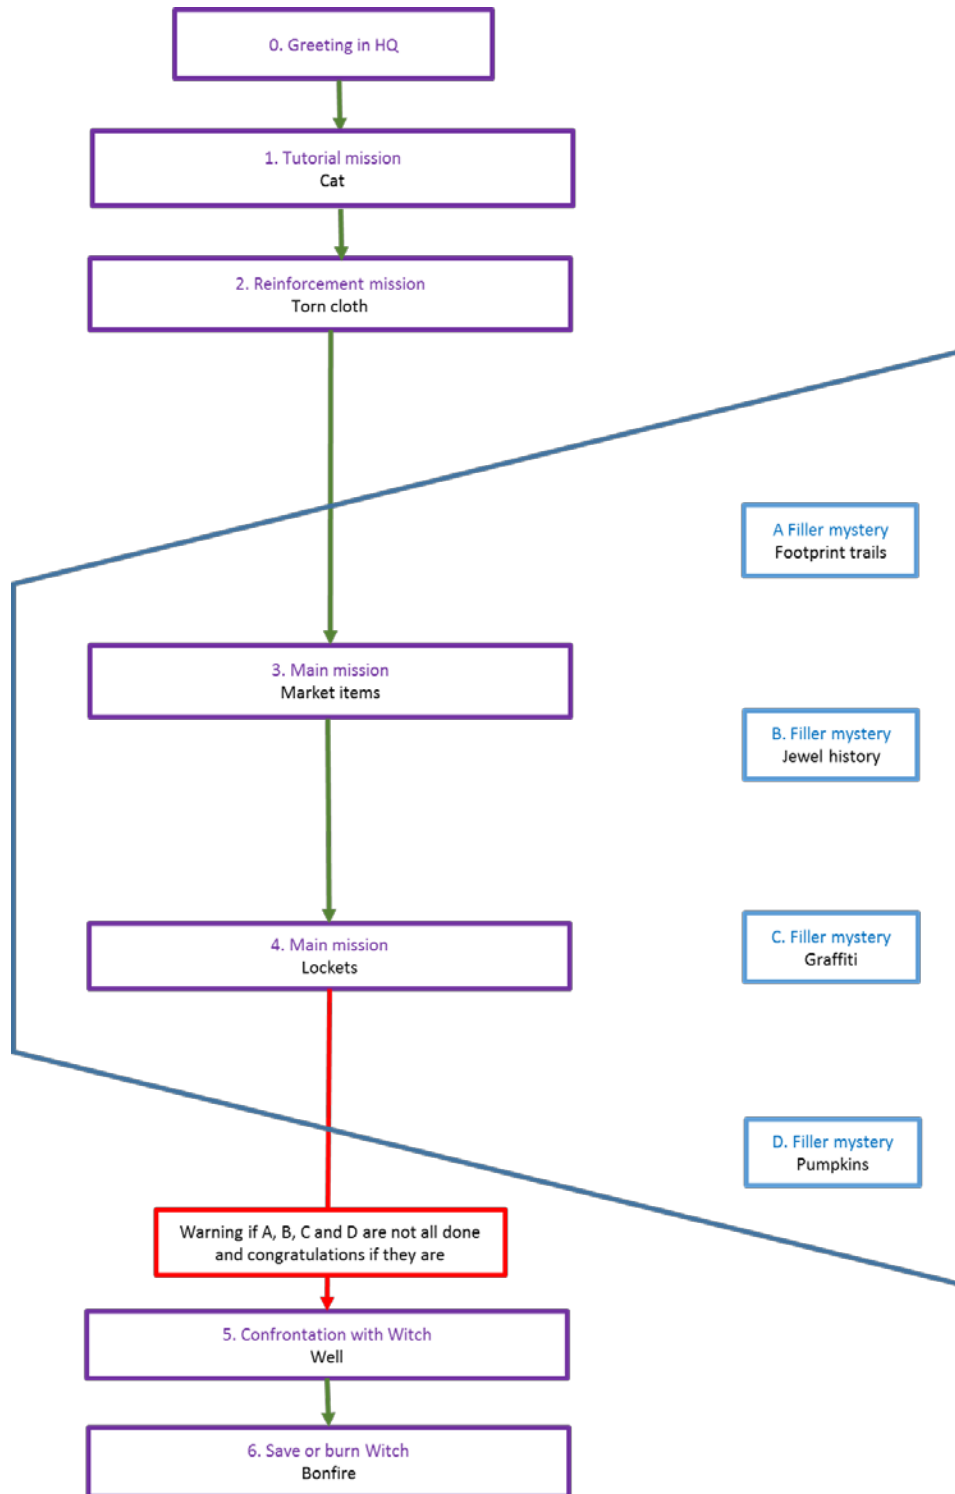 0. Greeting in HQ
1. Tutorial mission
Cat
2. Reinforcement mission
Torn cloth
A Filler mystery
Footprint trails
3. Main mission
Market items
B. Filler mystery
Jewel history
4. Main mission
Lockets
C. Filler mystery
Graffiti
D. Filler mystery
Pumpkins
Warning if A, B, C and D are not all done
and congratulations if they are
5. Confrontation with Witch
Well
6. Save or burn Witch
Bonfire